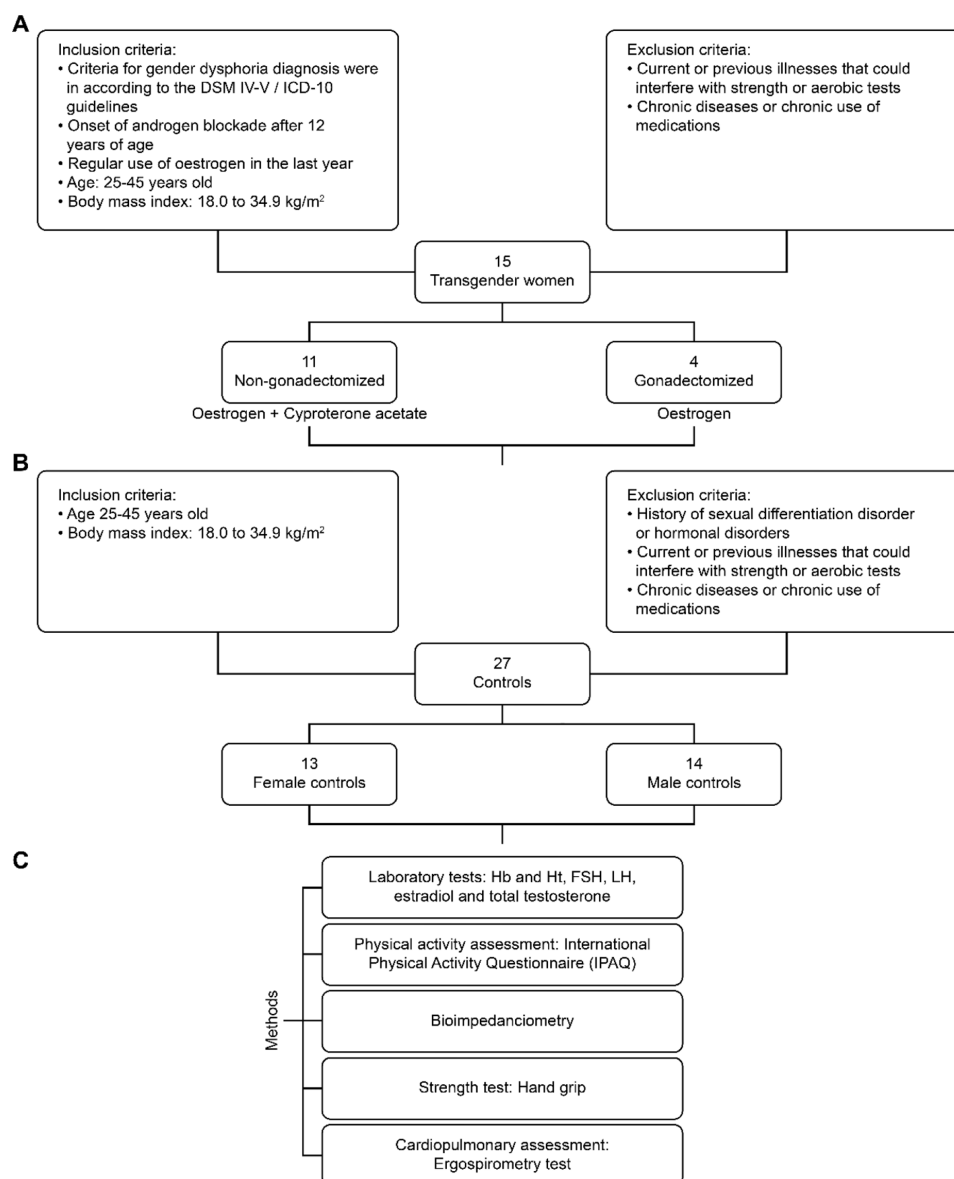 A
Inclusion criteria:
• Criteria for gender dysphoria diagnosis were
in according to the DSM IV-V / ICD-10
guidelines
• Onset of androgen blockade after 12
years of age
• Regular use of oestrogen in the last year
• Age: 25-45 years old
• Body mass index: 18.0 to 34.9 kg/m²
Exclusion criteria:
• Current or previous illnesses that could
interfere with strength or aerobic tests
• Chronic diseases or chronic use of
medications
15
Transgender women
11
Non-gonadectomized
Oestrogen + Cyproterone acetate
4
Gonadectomized
Oestrogen
B
Inclusion criteria:
• Age 25-45 years old
• Body mass index: 18.0 to 34.9 kg/m²
Exclusion criteria:
• History of sexual differentiation disorder
or hormonal disorders
• Current or previous illnesses that could
interfere with strength or aerobic tests
• Chronic diseases or chronic use of
medications
27
Controls
13
Female controls
14
Male controls
C
Methods
Laboratory tests: Hb and Ht, FSH, LH,
estradiol and total testosterone
Physical activity assessment: International
Physical Activity Questionnaire (IPAQ)
Bioimpedanciometry
Strength test: Hand grip
Cardiopulmonary assessment:
Ergospirometry test